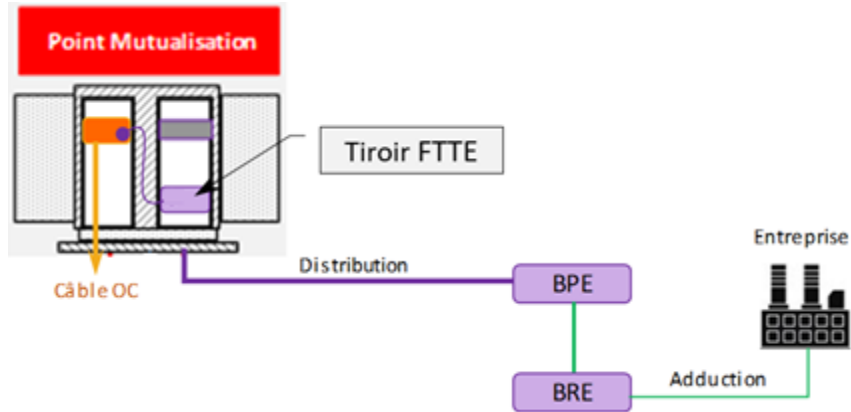 Point Mutualisation
Tiroir FTTE
Entreprise
Distribution
BPE
Câble OC
Adduction
BRE